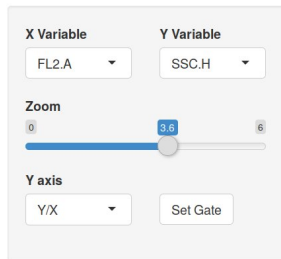 X Variable Y Variable
FL2.A SSC.H
Zoom
0 3.6 6
Y axis
Y/X Set Gate